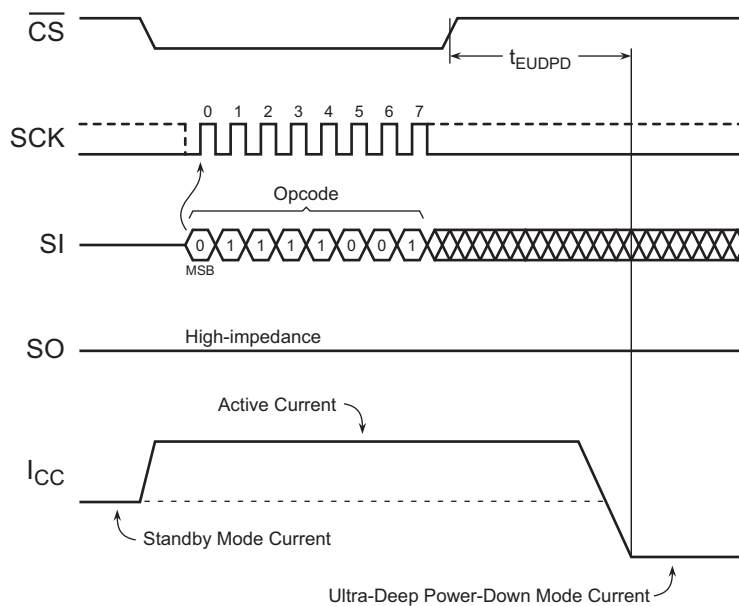 CS
tEUDPD
0 1 2 3 4 5 6 7
SCK
Opcode
SI
0 1 1 1 1 0 0 1
MSB
High-impedance
SO
Active Current
ICC
Standby Mode Current
Ultra-Deep Power-Down Mode Current